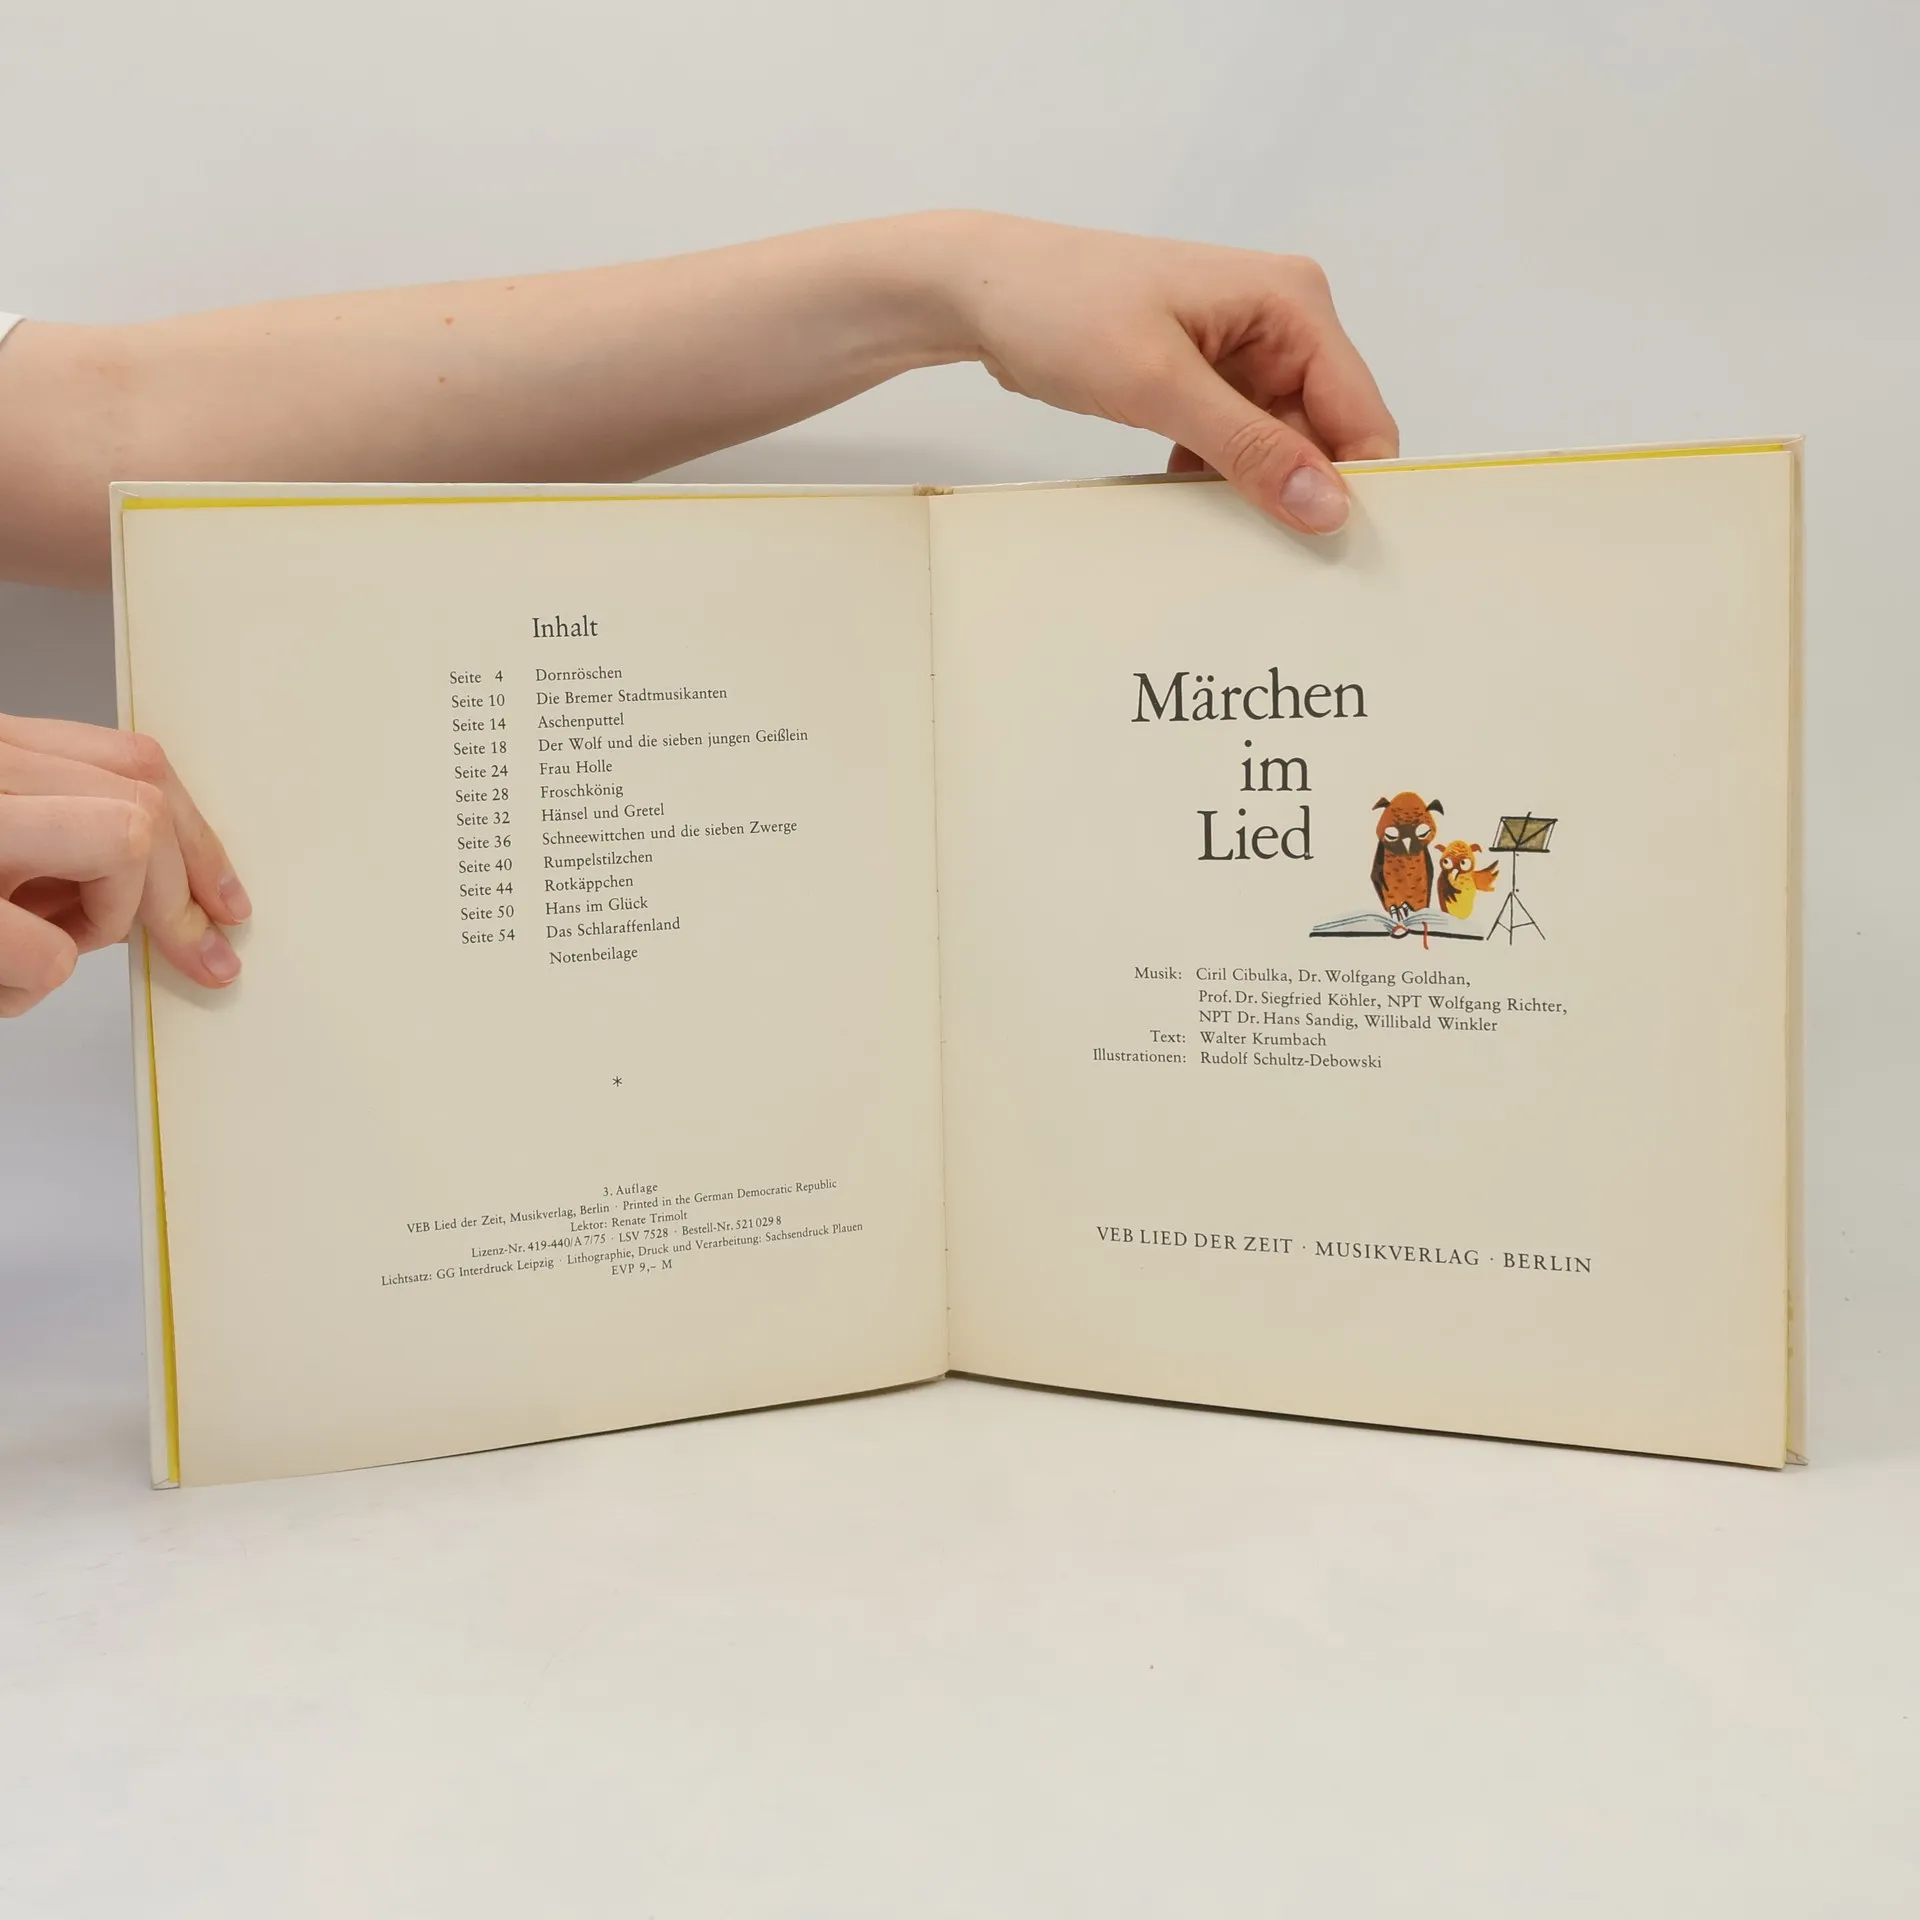 Inhalt
Seite 4 Dornröschen
Seite 10 Die Bremer Stadtmusikanten
Seite 14 Aschenputtel
Seite 18 Der Wolf und die sieben jungen Geißlein
Seite 24 Frau Holle
Seite 28 Froschkönig
Seite 32 Hänsel und Gretel
Seite 36 Schneewittchen und die sieben Zwerge
Seite 40 Rumpelstilzchen
Seite 44 Rotkäppchen
Seite 50 Hans im Glück
Seite 54 Das Schlaraffenland
Notenbeilage
*
3. Auflage
VEB Lied der Zeit, Musikverlag, Berlin · Printed in the German Democratic Republic
Lektor: Renate Trimolt
Lizenz-Nr. 419-440/A 7/75 · LSV 7528 · Bestell-Nr. 521 029 8
Lichtsatz: GG Interdruck Leipzig · Lithographie, Druck und Verarbeitung: Sachsendruck Plauen
EVP 9,– M
Märchen
im
Lied
Musik: Ciril Cibulka, Dr. Wolfgang Goldhan,
Prof. Dr. Siegfried Köhler, NPT Wolfgang Richter,
NPT Dr. Hans Sandig, Willibald Winkler
Text: Walter Krumbach
Illustrationen: Rudolf Schultz-Debowski
VEB LIED DER ZEIT · MUSIKVERLAG · BERLIN